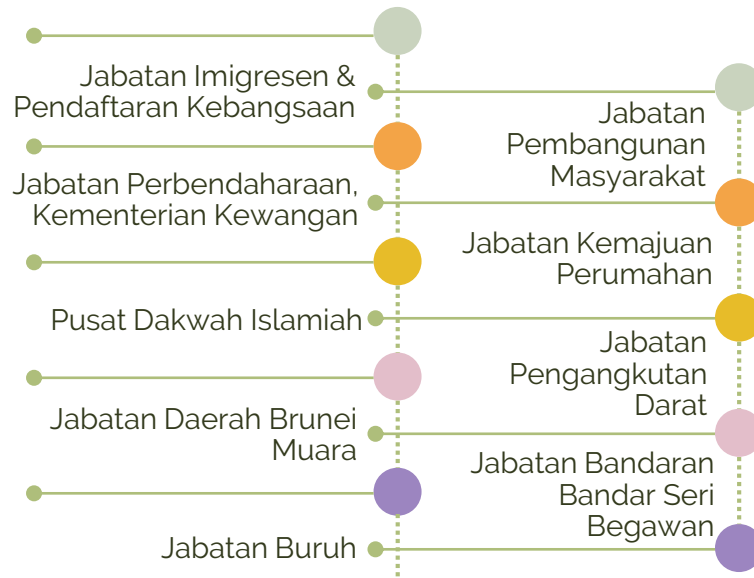 Jabatan Imigresen &
Pendaftaran Kebangsaan
Jabatan Perbendaharaan,
Kementerian Kewangan
Pusat Dakwah Islamiah
Jabatan Daerah Brunei
Muara
Jabatan Buruh
Jabatan
Pembangunan
Masyarakat
Jabatan Kemajuan
Perumahan
Jabatan
Pengangkutan
Darat
Jabatan Bandaran
Bandar Seri
Begawan